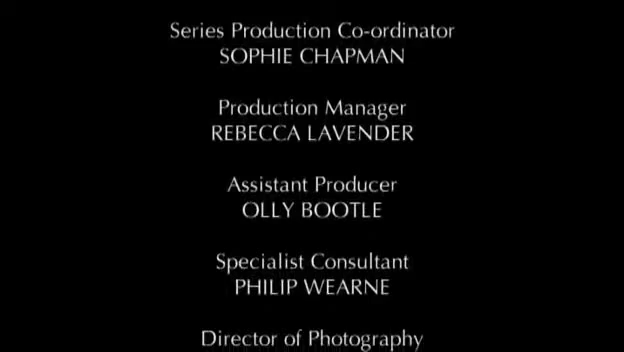 Series Production Co-ordinator
SOPHIE CHAPMAN
Production Manager
REBECCA LAVENDER
Assistant Producer
OLLY BOOTLE
Specialist Consultant
PHILIP WEARNE
Director of Photography